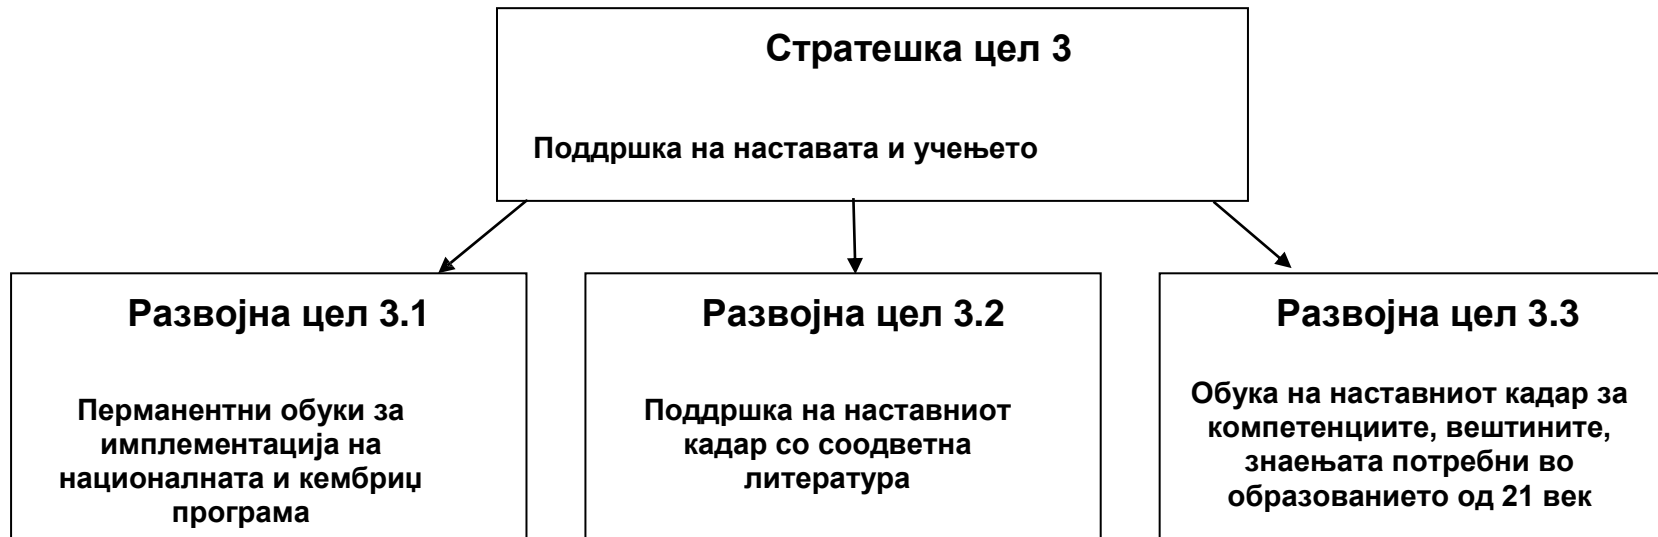 Стратешка цел 3
Поддршка на наставата и учењето
Развојна цел 3.1
Перманентни обуки за
имплементација на
националната и кембриџ
програма
Развојна цел 3.2
Поддршка на наставниот
кадар со соодветна
литература
Развојна цел 3.3
Обука на наставниот кадар за
компетенциите, вештините,
знаењата потребни во
образованието од 21 век